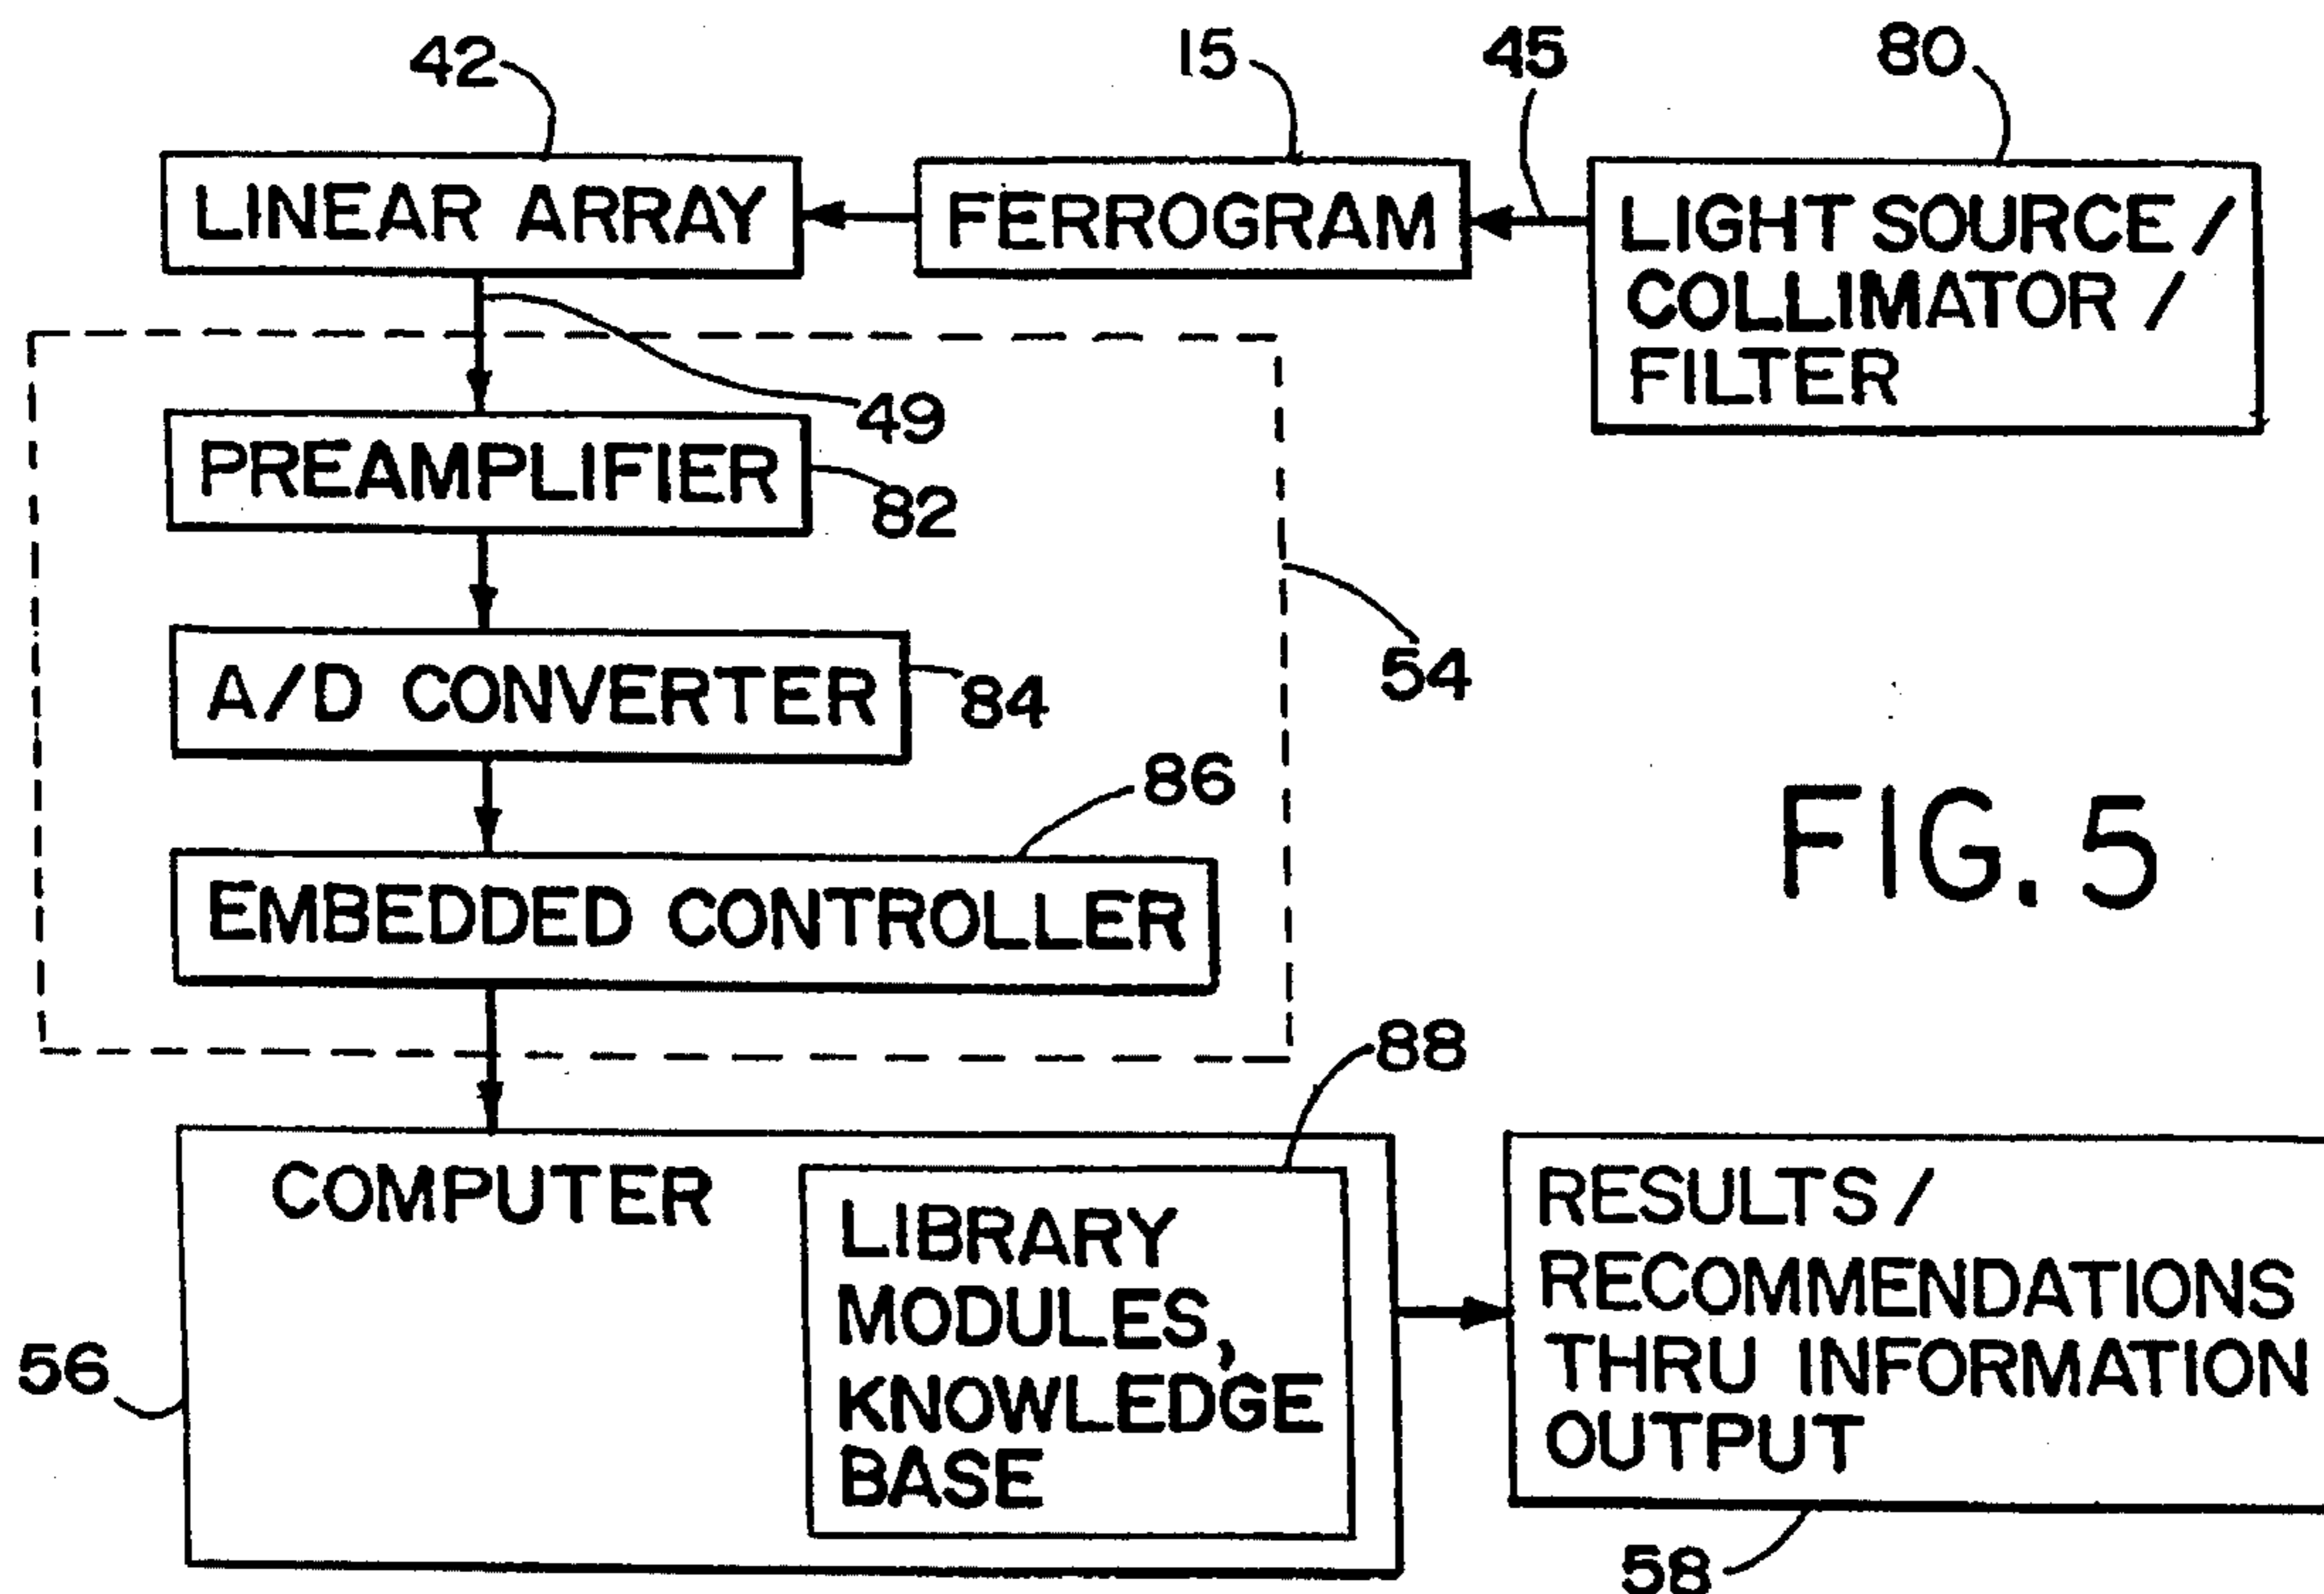 42
15
45
80
LINEAR ARRAY
FERROGRAM
LIGHT SOURCE /
COLLIMATOR /
FILTER
49
PREAMPLIFIER
82
A/D CONVERTER
84
54
86
EMBEDDED CONTROLLER
FIG. 5
88
COMPUTER
LIBRARY
MODULES,
KNOWLEDGE
BASE
56
RESULTS /
RECOMMENDATIONS
THRU INFORMATION
OUTPUT
58